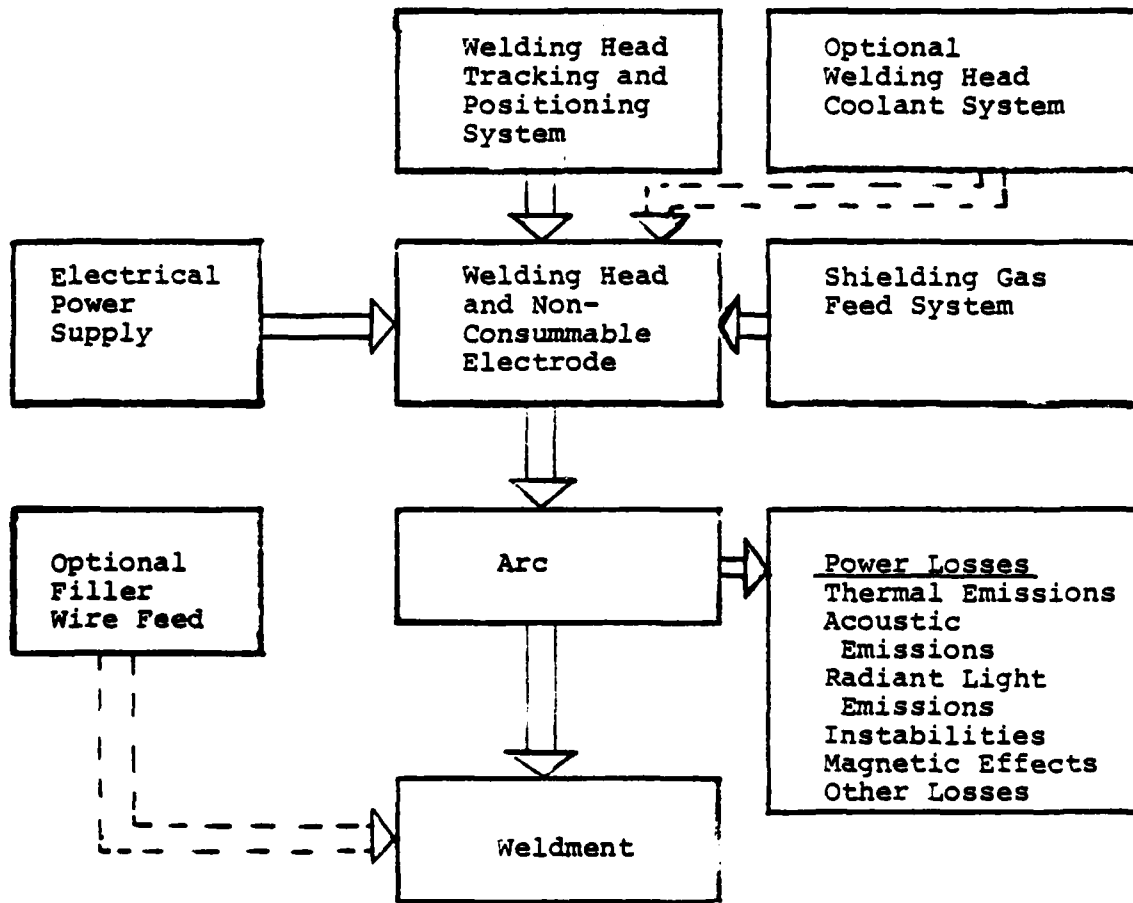 Welding Head
Tracking and
Positioning
System
Optional
Welding Head
Coolant System
Electrical
Power
Supply
Welding Head
and Non-
Consummable
Electrode
Shielding Gas
Feed System
Optional
Filler
Wire Feed
Arc
Power Losses
Thermal Emissions
Acoustic
Emissions
Radiant Light
Emissions
Instabilities
Magnetic Effects
Other Losses
Weldment